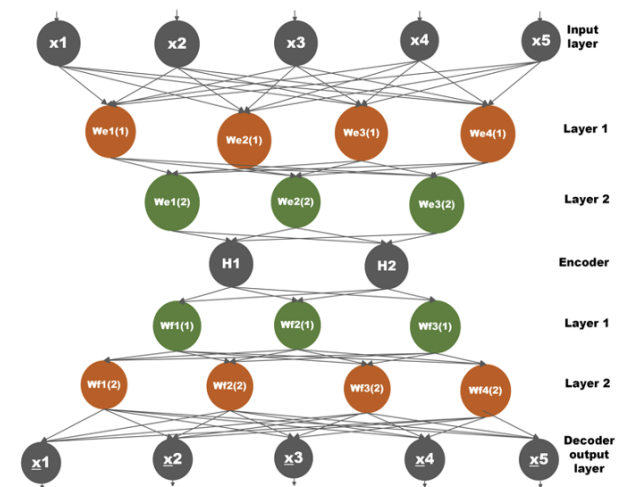 x1 x2 x3 x4 x5 Input layer
We1(1) We2(1) We3(1) We4(1) Layer 1
We1(2) We2(2) We3(2) Layer 2
H1 H2 Encoder
Wf1(1) Wf2(1) Wf3(1) Layer 1
Wf1(2) Wf2(2) Wf3(2) Wf4(2) Layer 2
x1 x2 x3 x4 x5 Decoder output layer